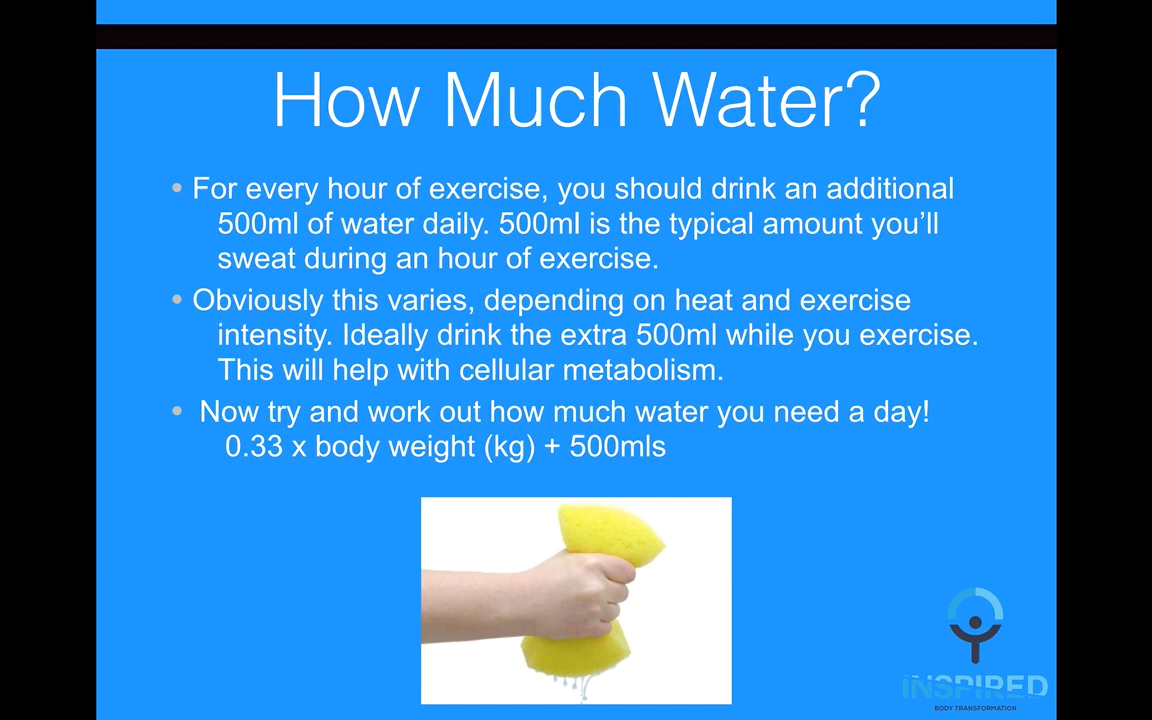 How Much Water?
• For every hour of exercise, you should drink an additional
500ml of water daily. 500ml is the typical amount you’ll
sweat during an hour of exercise.
• Obviously this varies, depending on heat and exercise
intensity. Ideally drink the extra 500ml while you exercise.
This will help with cellular metabolism.
• Now try and work out how much water you need a day!
0.33 x body weight (kg) + 500mls
INSPIRED
BODY TRANSFORMATION